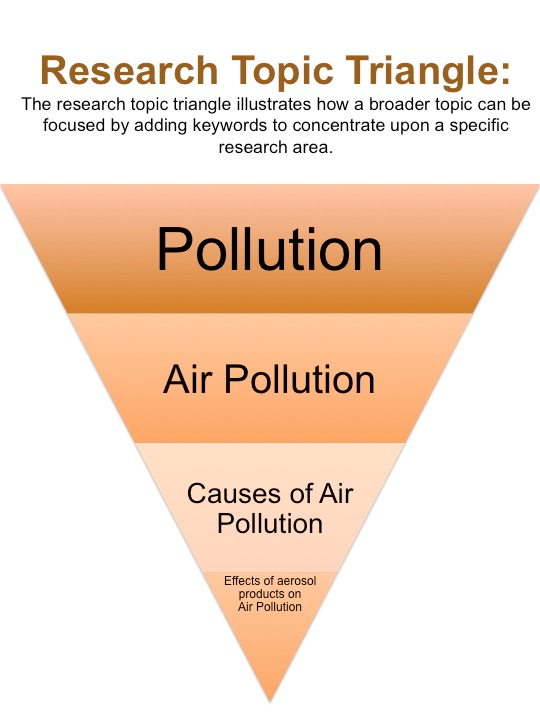 Research Topic Triangle:
The research topic triangle illustrates how a broader topic can be
focused by adding keywords to concentrate upon a specific
research area.
Pollution
Air Pollution
Causes of Air
Pollution
Effects of aerosol
products on
Air Pollution